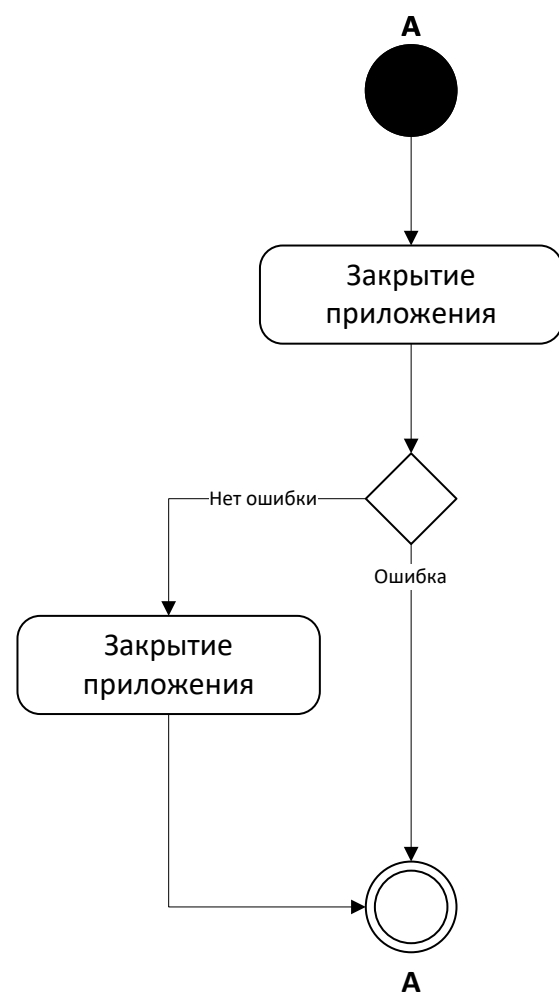 А
Закрытие
приложения
Нет ошибки
Ошибка
Закрытие
приложения
А